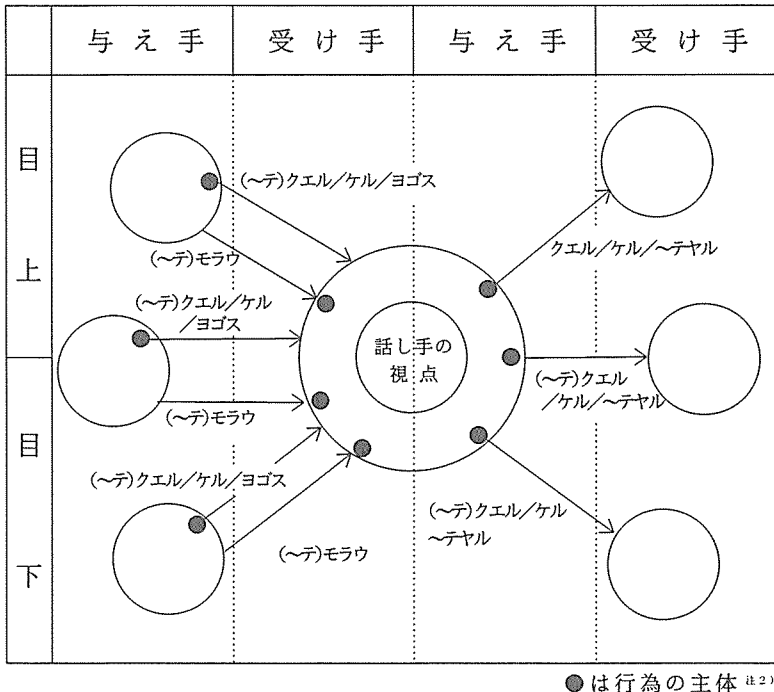 与え手 受け手 与え手 受け手
目上
目下
(～テ)クエル／ケル／ヨゴス
(～テ)モラウ
(～テ)クエル／ケル
／ヨゴス
(～テ)モラウ
(～テ)クエル／ケル／ヨゴス
(～テ)モラウ
話し手の
視点
クエル／ケル／～テヤル
(～テ)クエル
／ケル／～テヤル
(～テ)クエル／ケル
～テヤル
●は行為の主体 注2)